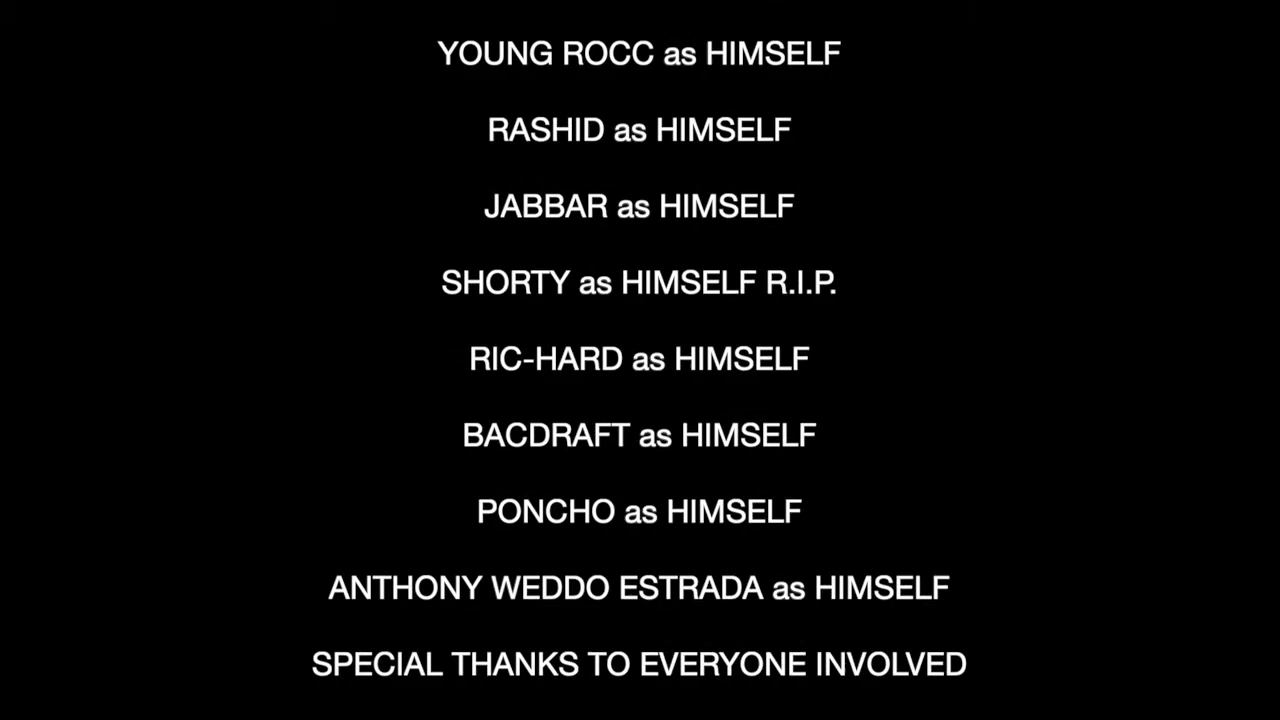 YOUNG ROCC as HIMSELF
RASHID as HIMSELF
JABBAR as HIMSELF
SHORTY as HIMSELF R.I.P.
RIC-HARD as HIMSELF
BACDRAFT as HIMSELF
PONCHO as HIMSELF
ANTHONY WEDDO ESTRADA as HIMSELF
SPECIAL THANKS TO EVERYONE INVOLVED